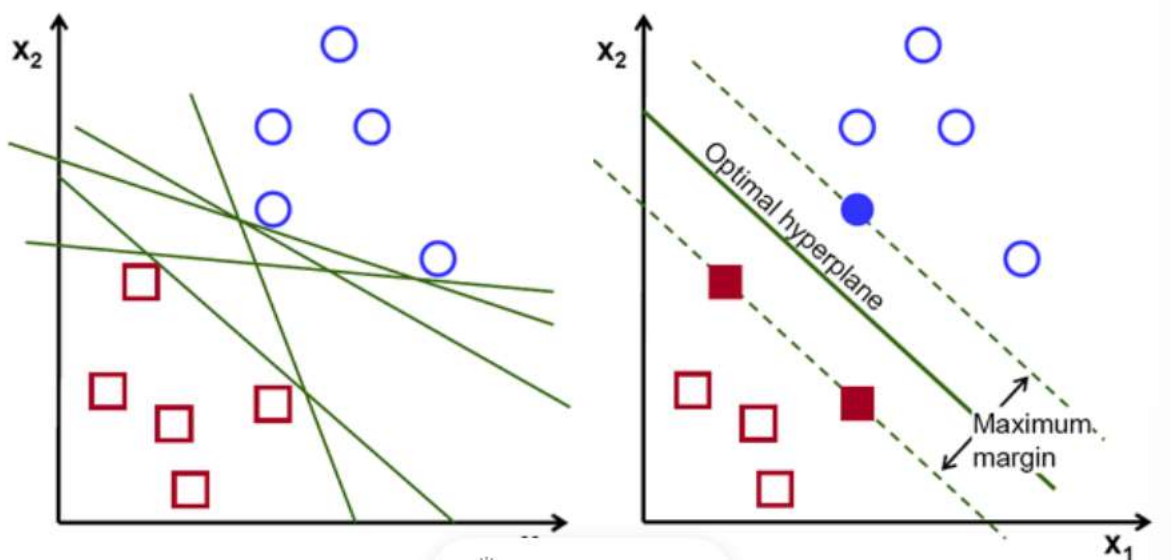 x₂
x₂
Optimal hyperplane
Maximum
margin
x₁